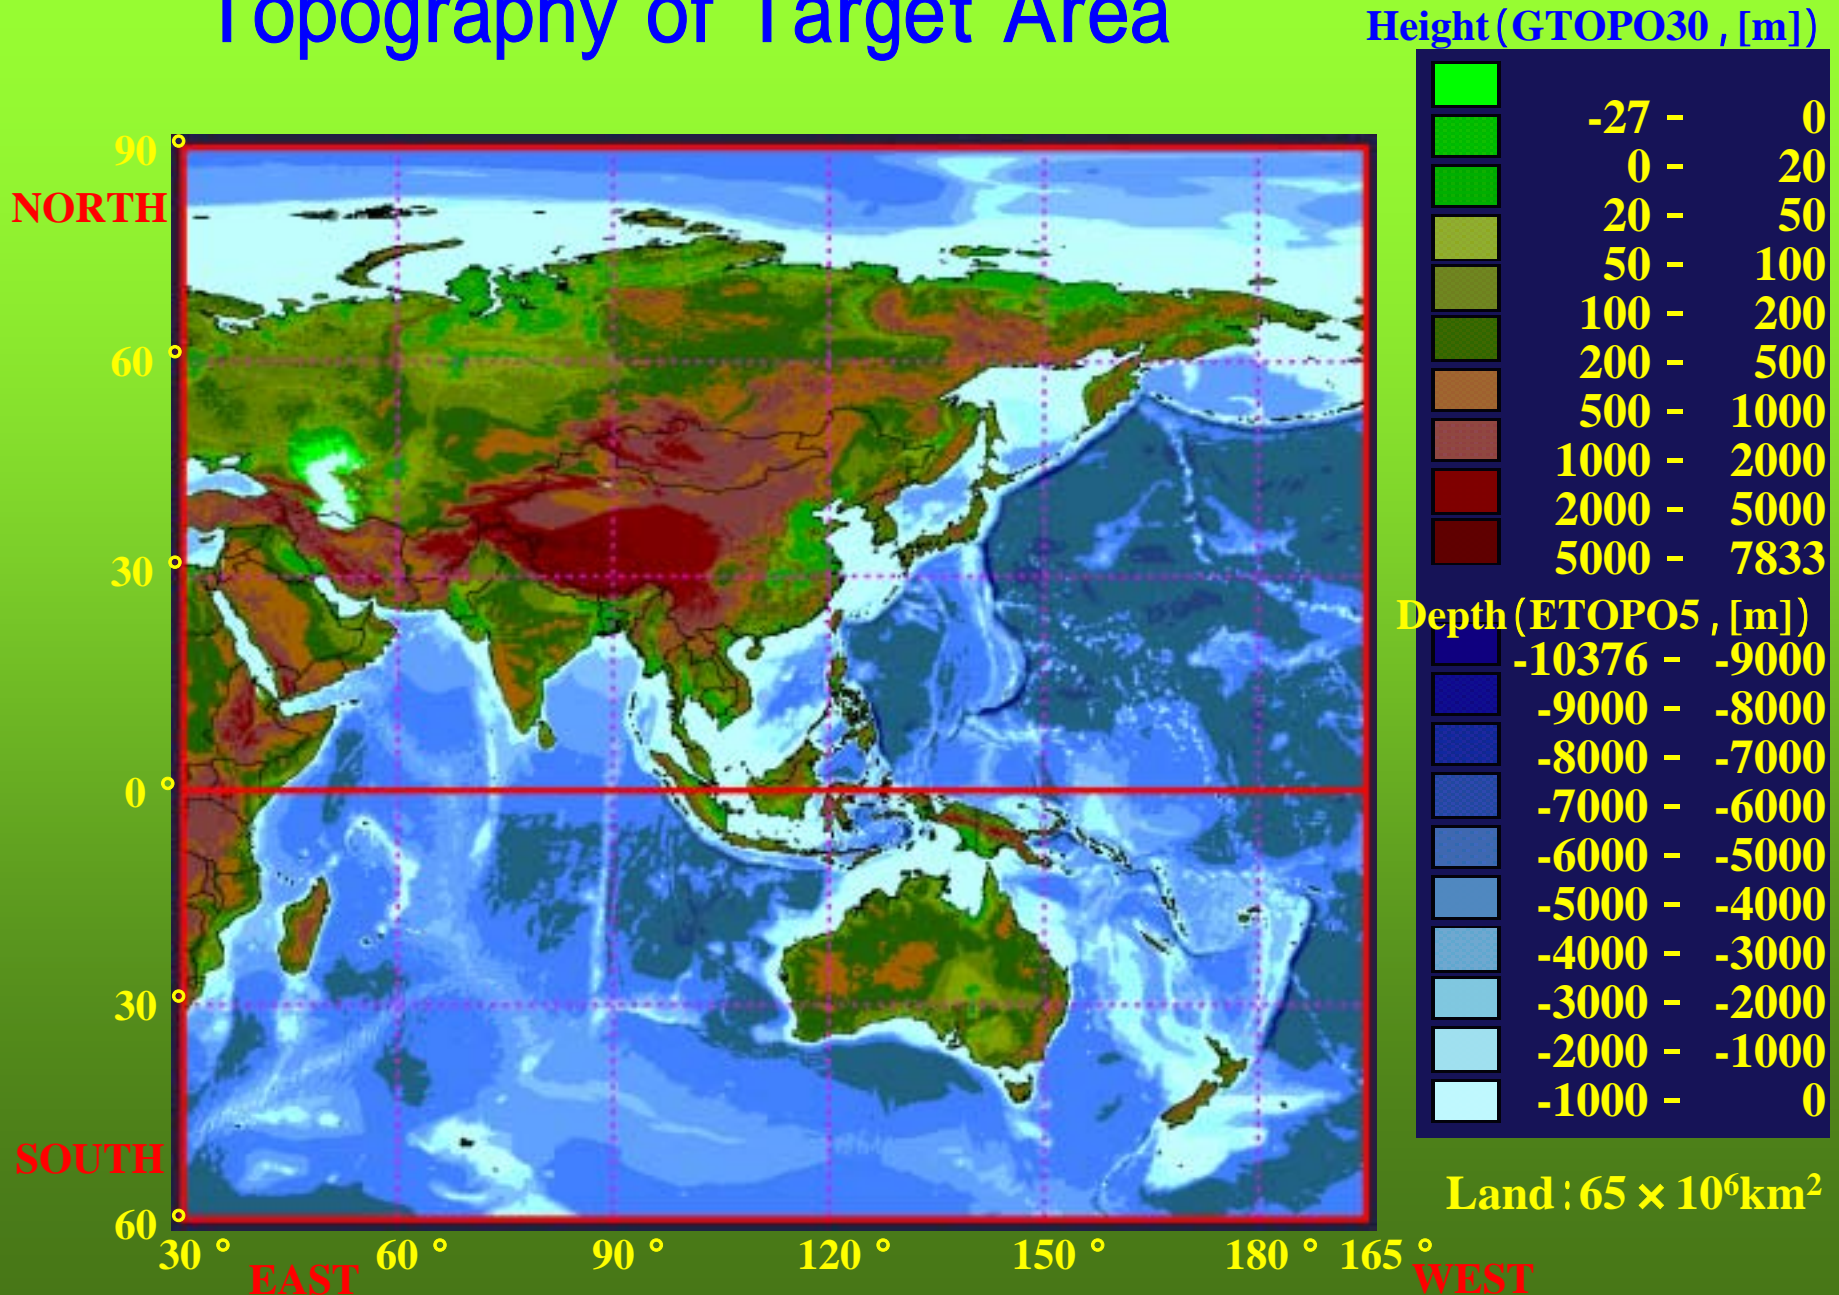 Topography of Target Area
Height (GTOPO30 , [m])
-27 - 0
0 - 20
20 - 50
50 - 100
100 - 200
200 - 500
500 - 1000
1000 - 2000
2000 - 5000
5000 - 7833
Depth (ETOPO5 , [m])
-10376 - -9000
-9000 - -8000
-8000 - -7000
-7000 - -6000
-6000 - -5000
-5000 - -4000
-4000 - -3000
-3000 - -2000
-2000 - -1000
-1000 - 0
Land : 65 × 10⁶km²
90 °
NORTH
60 °
30 °
0 °
30 °
SOUTH
60 °
30 ° 60 ° 90 ° 120 ° 150 ° 180 ° 165 °
EAST WEST